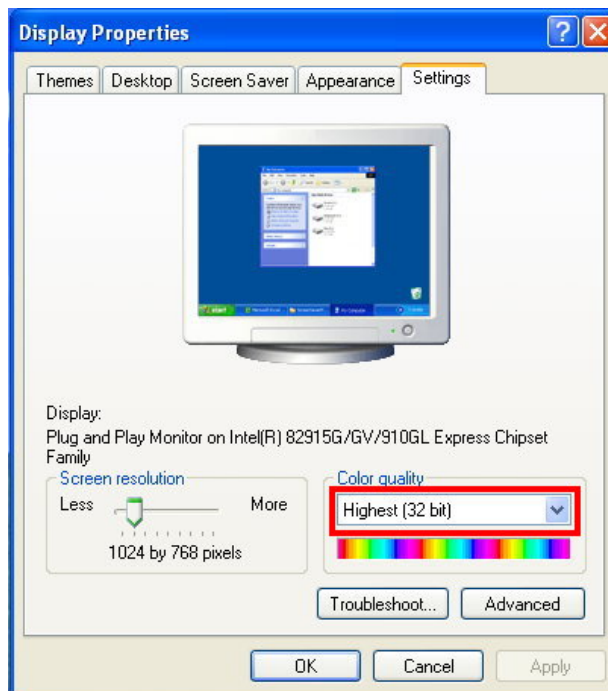 Display Properties
Themes Desktop Screen Saver Appearance Settings
start
Display:
Plug and Play Monitor on Intel(R) 82915G/GV/910GL Express Chipset
Family
Screen resolution
Less More
1024 by 768 pixels
Color quality
Highest (32 bit)
Troubleshoot... Advanced
OK Cancel Apply